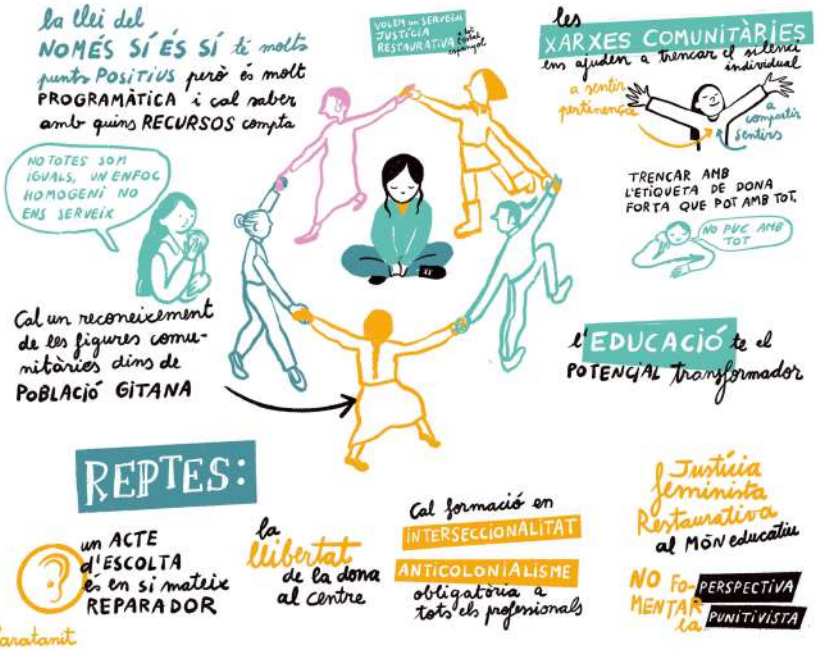 la llei del
NOMÉS SÍ ÉS SÍ té molts
punts POSITIUS però és molt
PROGRAMÀTICA i cal saber
amb quins RECURSOS compta
VOLEM un SERVEI DE
JUSTÍCIA
RESTAURATIVA a tot
l'estat
espanyol
les
XARXES COMUNITÀRIES
ens ajuden a trencar el silenci
individual
a sentir
pertinença
a
compartir
sentirs
NO TOTES SOM
IGUALS, UN ENFOC
HOMOGENI NO
ENS SERVEIX
TRENCAR AMB
L'ETIQUETA DE DONA
FORTA QUE POT AMB TOT.
NO PUC AMB
TOT
Cal un reconeixement
de les figures comu-
nitàries dins de
POBLACIÓ GITANA
l'EDUCACIÓ te el
POTENCIAL transformador
REPTES:
un ACTE
d'ESCOLTA
és en si mateix
REPARADOR
la
llibertat
de la dona
al centre
Cal formació en
INTERSECCIONALITAT
ANTICOLONIALISME
obligatòria a
tots els professionals
Justícia
feminista
Restaurativa
al MÓN educatiu
NO FO-
MENTAR
la
PERSPECTIVA
PUNITIVISTA
aratanit